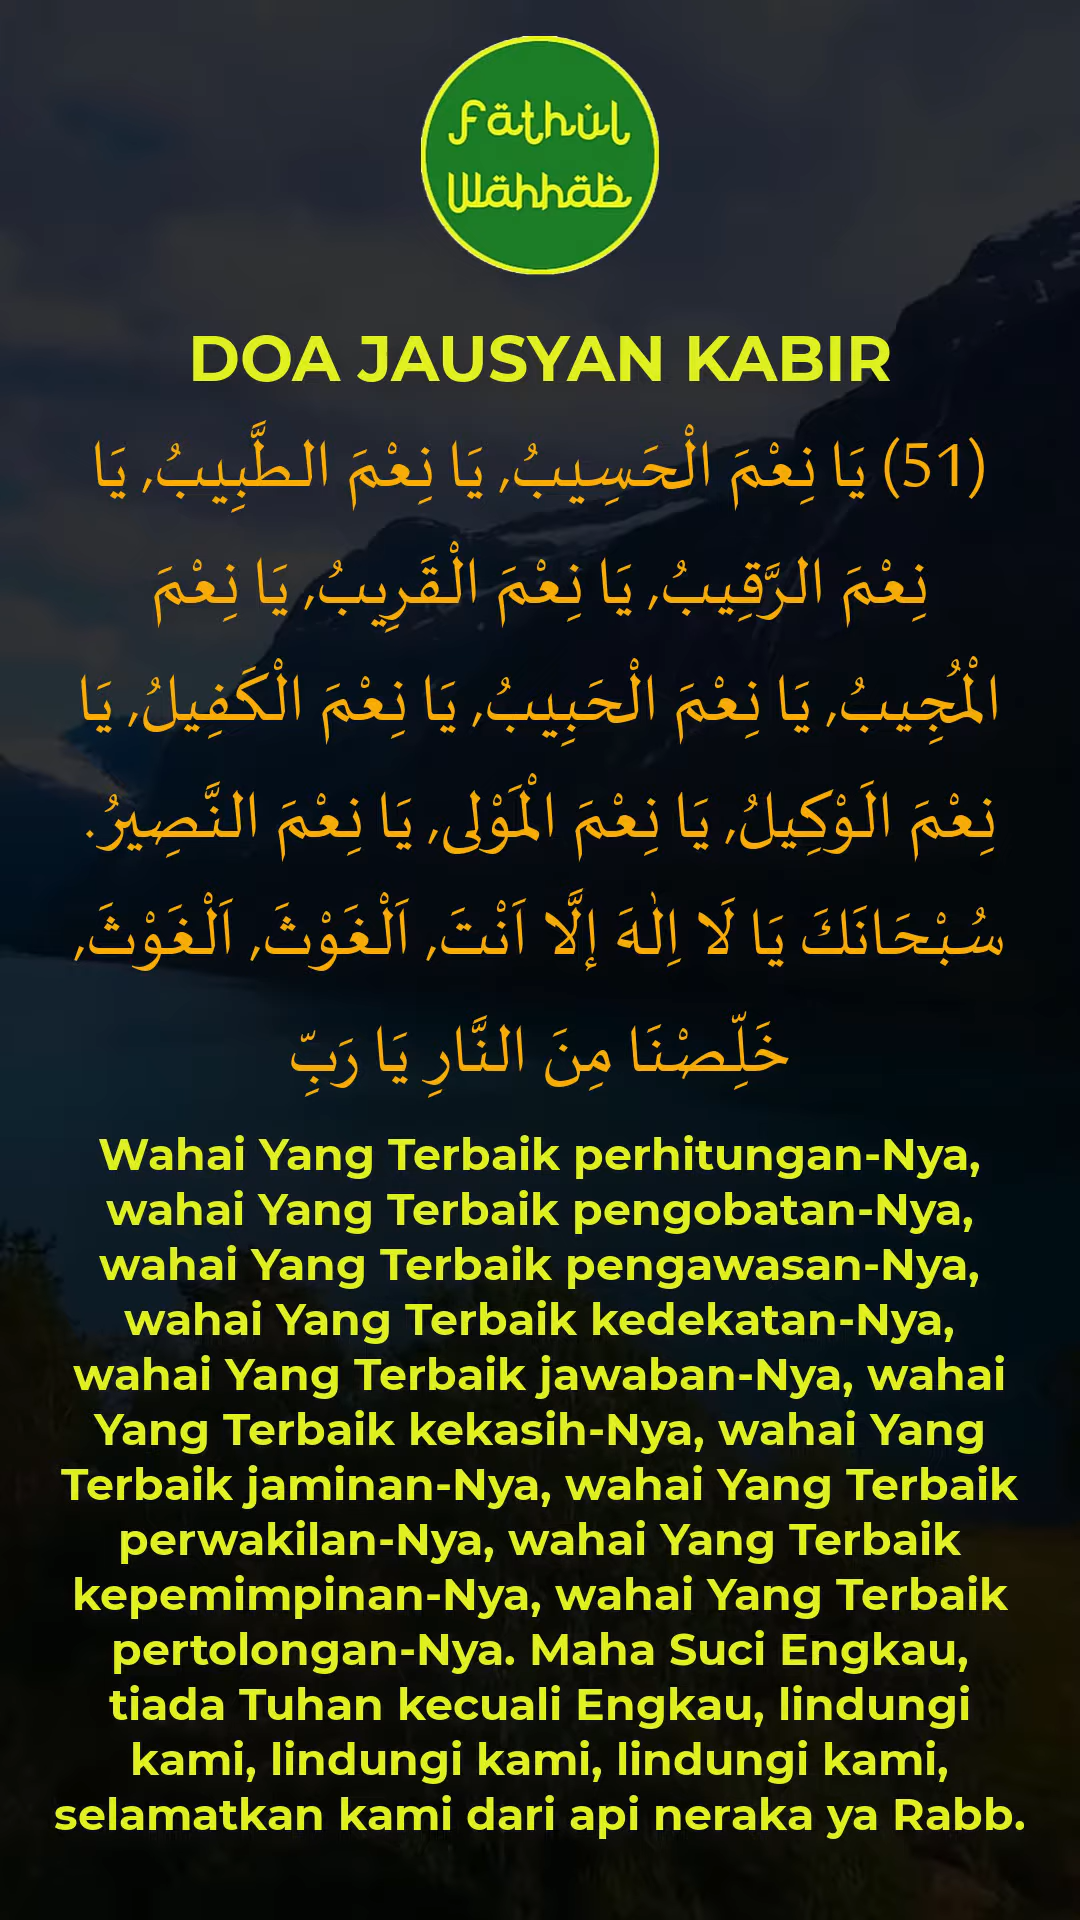 Fäthul
Wähhäb
DOA JAUSYAN KABIR
(51) يَا نِعْمَ الْحَسِيبُ, يَا نِعْمَ الطَّبِيبُ, يَا
نِعْمَ الرَّقِيبُ, يَا نِعْمَ الْقَرِيبُ, يَا نِعْمَ
الْمُجِيبُ, يَا نِعْمَ الْحَبِيبُ, يَا نِعْمَ الْكَفِيلُ, يَا
نِعْمَ الَوْكِيلُ, يَا نِعْمَ الْمَوْلى, يَا نِعْمَ النَّصِيرُ.
سُبْحَانَكَ يَا لَا اِلٰهَ إلَّا اَنْتَ, اَلْغَوْثَ, اَلْغَوْثَ,
خَلِّصْنَا مِنَ النَّارِ يَا رَبِّ
Wahai Yang Terbaik perhitungan-Nya,
wahai Yang Terbaik pengobatan-Nya,
wahai Yang Terbaik pengawasan-Nya,
wahai Yang Terbaik kedekatan-Nya,
wahai Yang Terbaik jawaban-Nya, wahai
Yang Terbaik kekasih-Nya, wahai Yang
Terbaik jaminan-Nya, wahai Yang Terbaik
perwakilan-Nya, wahai Yang Terbaik
kepemimpinan-Nya, wahai Yang Terbaik
pertolongan-Nya. Maha Suci Engkau,
tiada Tuhan kecuali Engkau, lindungi
kami, lindungi kami, lindungi kami,
selamatkan kami dari api neraka ya Rabb.